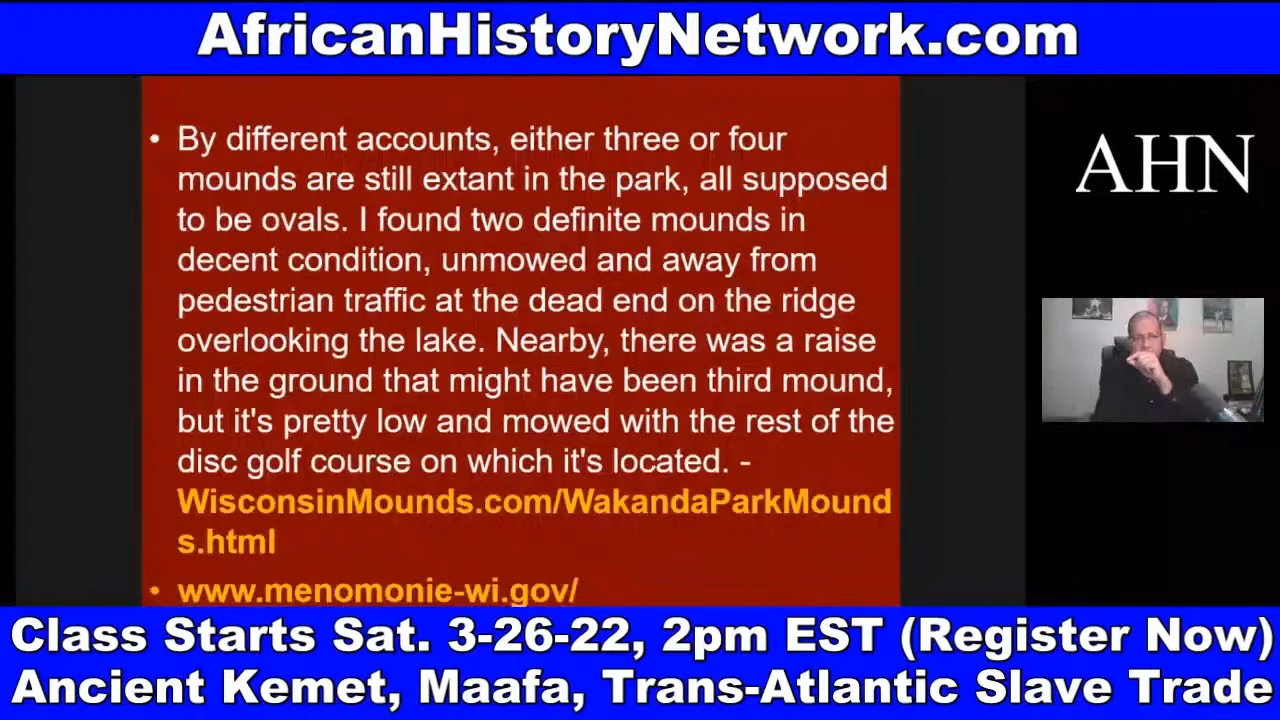 AfricanHistoryNetwork.com
• By different accounts, either three or four
mounds are still extant in the park, all supposed
to be ovals. I found two definite mounds in
decent condition, unmowed and away from
pedestrian traffic at the dead end on the ridge
overlooking the lake. Nearby, there was a raise
in the ground that might have been third mound,
but it's pretty low and mowed with the rest of the
disc golf course on which it's located. -
WisconsinMounds.com/WakandaParkMound
s.html
• www.menomonie-wi.gov/
AHN
Class Starts Sat. 3-26-22, 2pm EST (Register Now)
Ancient Kemet, Maafa, Trans-Atlantic Slave Trade